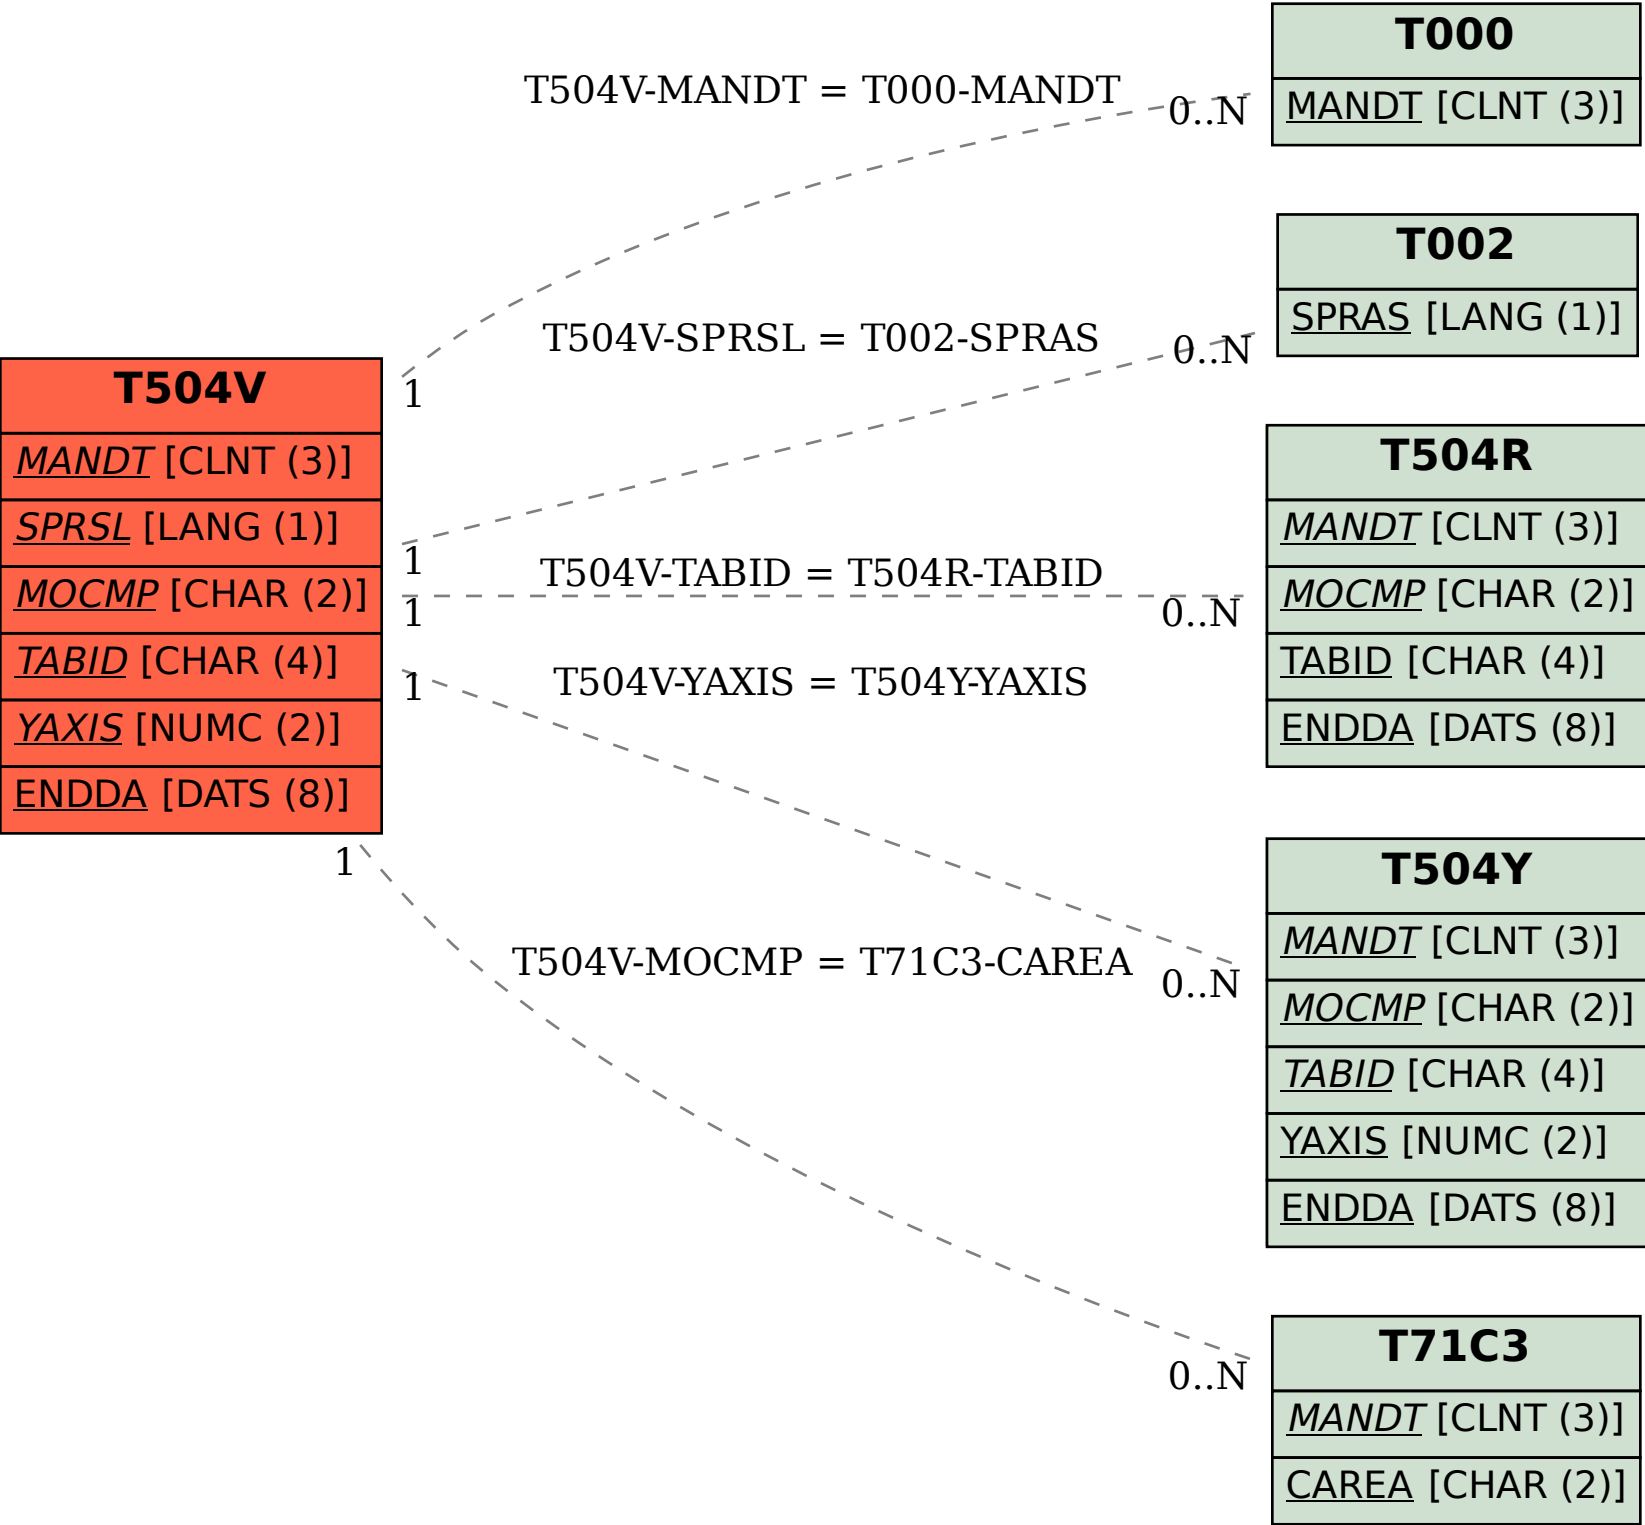 T504V
MANDT [CLNT (3)]
SPRSL [LANG (1)]
MOCMP [CHAR (2)]
TABID [CHAR (4)]
YAXIS [NUMC (2)]
ENDDA [DATS (8)]
T504V-MANDT = T000-MANDT
1
0..N
T504V-SPRSL = T002-SPRAS
1
0..N
T504V-TABID = T504R-TABID
1
0..N
T504V-YAXIS = T504Y-YAXIS
1
0..N
T504V-MOCMP = T71C3-CAREA
1
0..N
T000
MANDT [CLNT (3)]
T002
SPRAS [LANG (1)]
T504R
MANDT [CLNT (3)]
MOCMP [CHAR (2)]
TABID [CHAR (4)]
ENDDA [DATS (8)]
T504Y
MANDT [CLNT (3)]
MOCMP [CHAR (2)]
TABID [CHAR (4)]
YAXIS [NUMC (2)]
ENDDA [DATS (8)]
T71C3
MANDT [CLNT (3)]
CAREA [CHAR (2)]